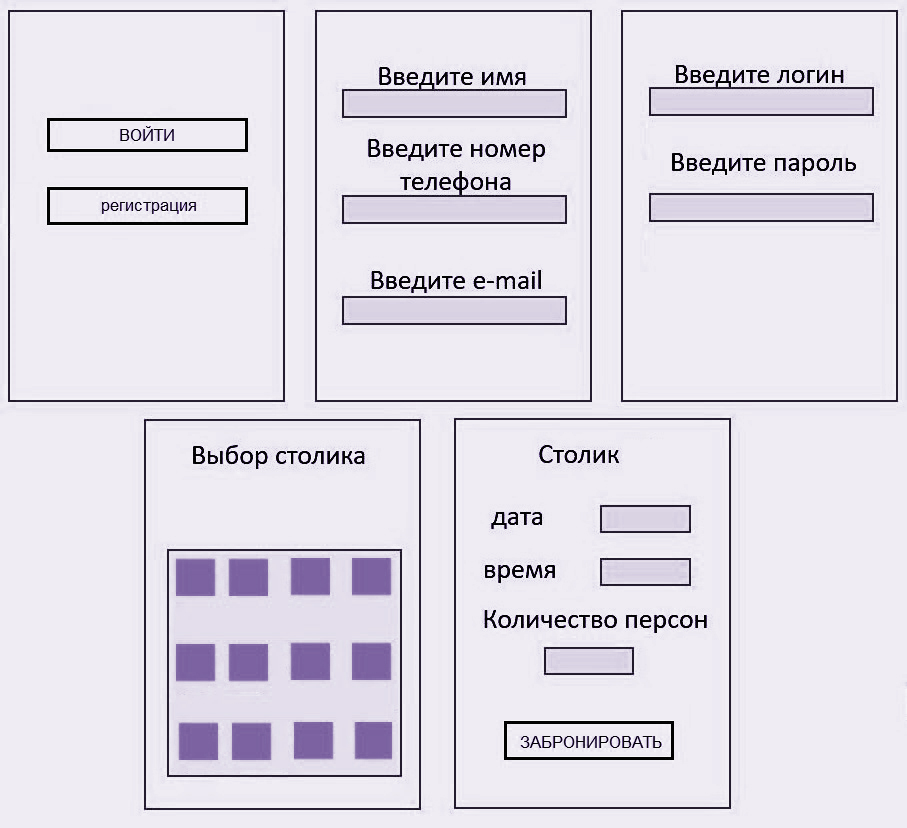 ВОЙТИ
регистрация
Введите имя
Введите номер
телефона
Введите e-mail
Введите логин
Введите пароль
Выбор столика
Столик
дата
время
Количество персон
ЗАБРОНИРОВАТЬ